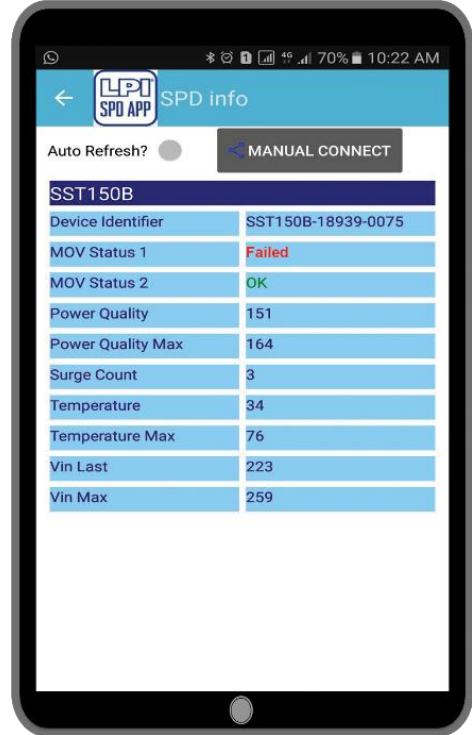 4G 70% 10:22 AM
LPI
SPD APP
SPD info
Auto Refresh?
MANUAL CONNECT
SST150B
Device Identifier SST150B-18939-0075
MOV Status 1 Failed
MOV Status 2 OK
Power Quality 151
Power Quality Max 164
Surge Count 3
Temperature 34
Temperature Max 76
Vin Last 223
Vin Max 259